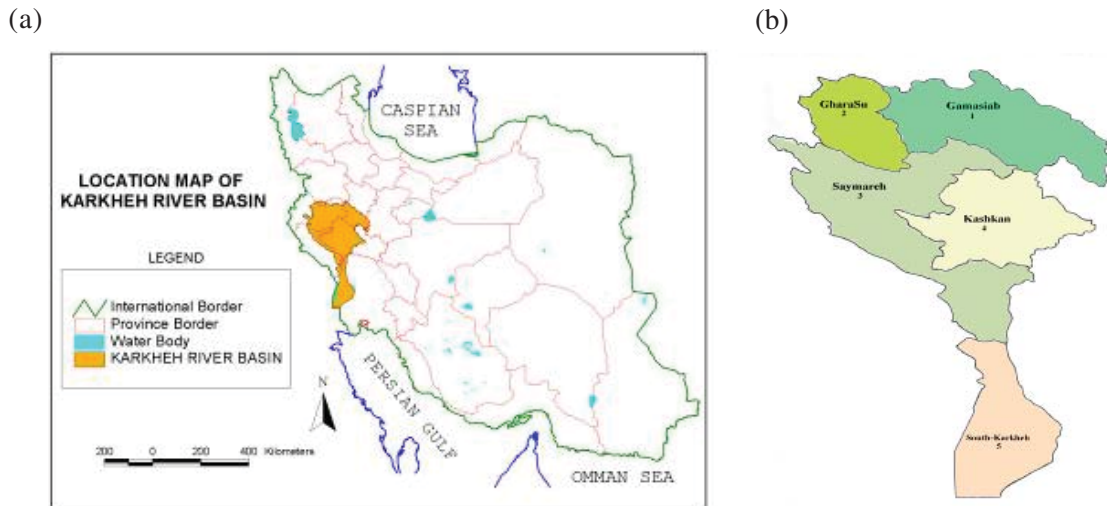 (a)
CASPIAN
SEA
LOCATION MAP OF
KARKHEH RIVER BASIN
LEGEND
International Border
Province Border
Water Body
KARKHEH RIVER BASIN
N
200 0 200 400 Kilometers
PERSIAN GULF
OMMAN SEA
(b)
GharaSu
2
Gamasiab
1
Saymareh
3
Kashkan
4
South-Karkheh
5